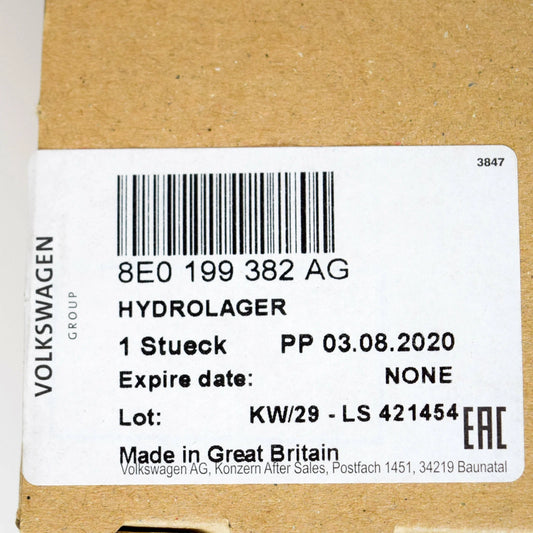 3847
VOLKSWAGEN
GROUP
8E0 199 382 AG
HYDROLAGER
1 Stueck PP 03.08.2020
Expire date: NONE
Lot: KW/29 - LS 421454
EAC
Made in Great Britain
Volkswagen AG, Konzern After Sales, Postfach 1451, 34219 Baunatal